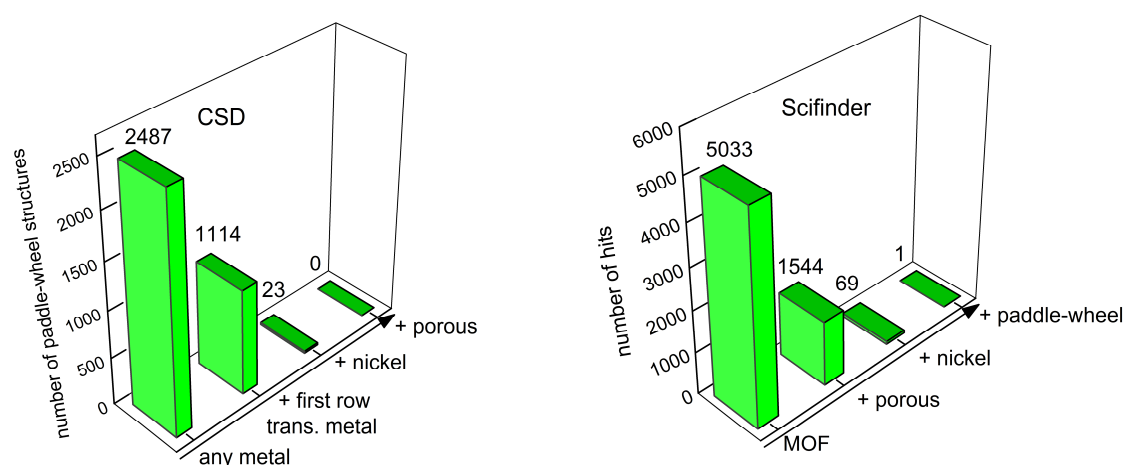 CSD
number of paddle-wheel structures
2500
2000
1500
1000
500
0
2487
1114
23
0
any metal
+ first row
trans. metal
+ nickel
+ porous
Scifinder
number of hits
6000
5000
4000
3000
2000
1000
0
5033
1544
69
1
MOF
+ porous
+ nickel
+ paddle-wheel